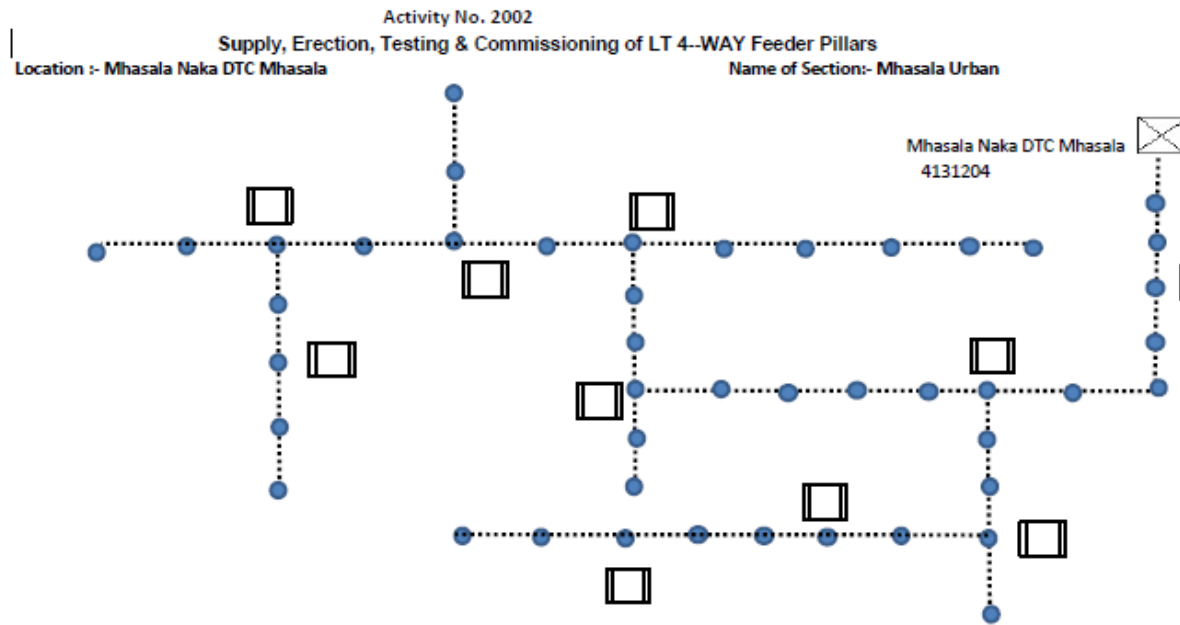 Activity No. 2002
Supply, Erection, Testing & Commissioning of LT 4--WAY Feeder Pillars
Location :- Mhasala Naka DTC Mhasala
Name of Section:- Mhasala Urban
Mhasala Naka DTC Mhasala
4131204